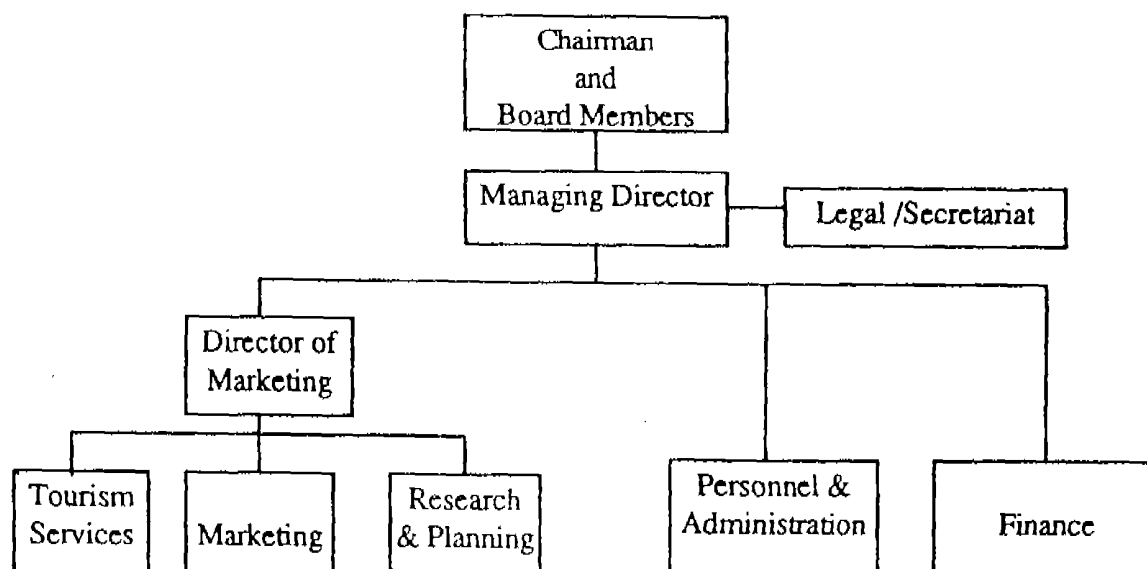 Chairman
and
Board Members
Managing Director
Legal /Secretariat
Director of
Marketing
Tourism
Services
Marketing
Research
& Planning
Personnel &
Administration
Finance